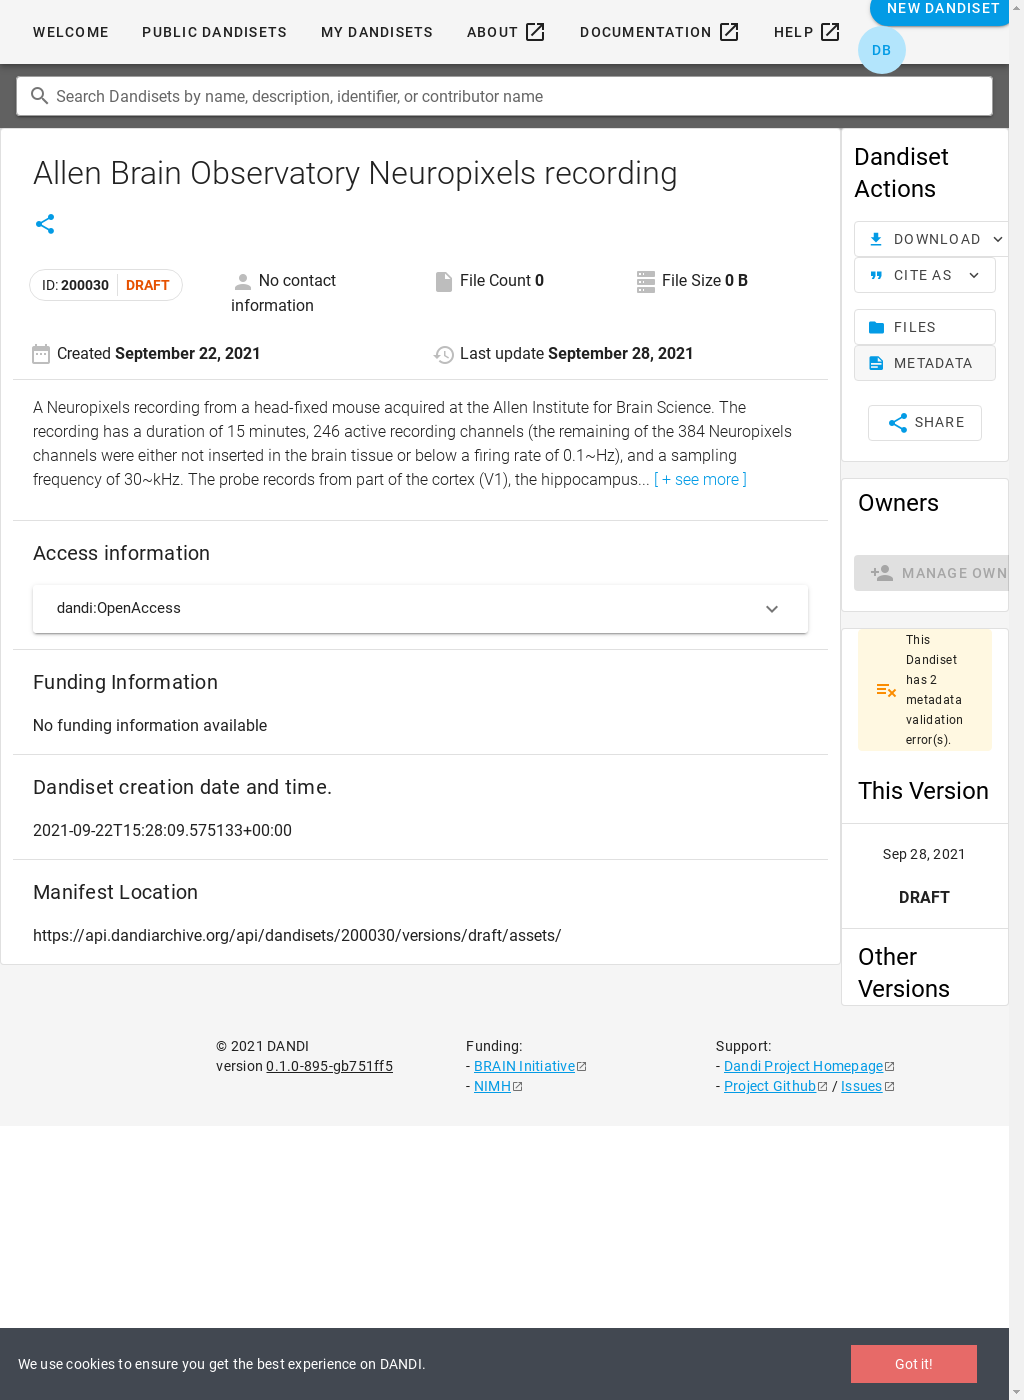 NEW DANDISET
WELCOME
PUBLIC DANDISETS
MY DANDISETS
ABOUT
DOCUMENTATION
HELP
DB
Search Dandisets by name, description, identifier, or contributor name
Allen Brain Observatory Neuropixels recording
ID: 200030 DRAFT
No contact
information
File Count 0
File Size 0 B
Created September 22, 2021
Last update September 28, 2021
A Neuropixels recording from a head-fixed mouse acquired at the Allen Institute for Brain Science. The
recording has a duration of 15 minutes, 246 active recording channels (the remaining of the 384 Neuropixels
channels were either not inserted in the brain tissue or below a firing rate of 0.1~Hz), and a sampling
frequency of 30~kHz. The probe records from part of the cortex (V1), the hippocampus... [ + see more ]
Access information
dandi:OpenAccess
Funding Information
No funding information available
Dandiset creation date and time.
2021-09-22T15:28:09.575133+00:00
Manifest Location
https://api.dandiarchive.org/api/dandisets/200030/versions/draft/assets/
Dandiset
Actions
DOWNLOAD
CITE AS
FILES
METADATA
SHARE
Owners
MANAGE OWN
This
Dandiset
has 2
metadata
validation
error(s).
This Version
Sep 28, 2021
DRAFT
Other
Versions
© 2021 DANDI
version 0.1.0-895-gb751ff5
Funding:
- BRAIN Initiative
- NIMH
Support:
- Dandi Project Homepage
- Project Github / Issues
We use cookies to ensure you get the best experience on DANDI.
Got it!